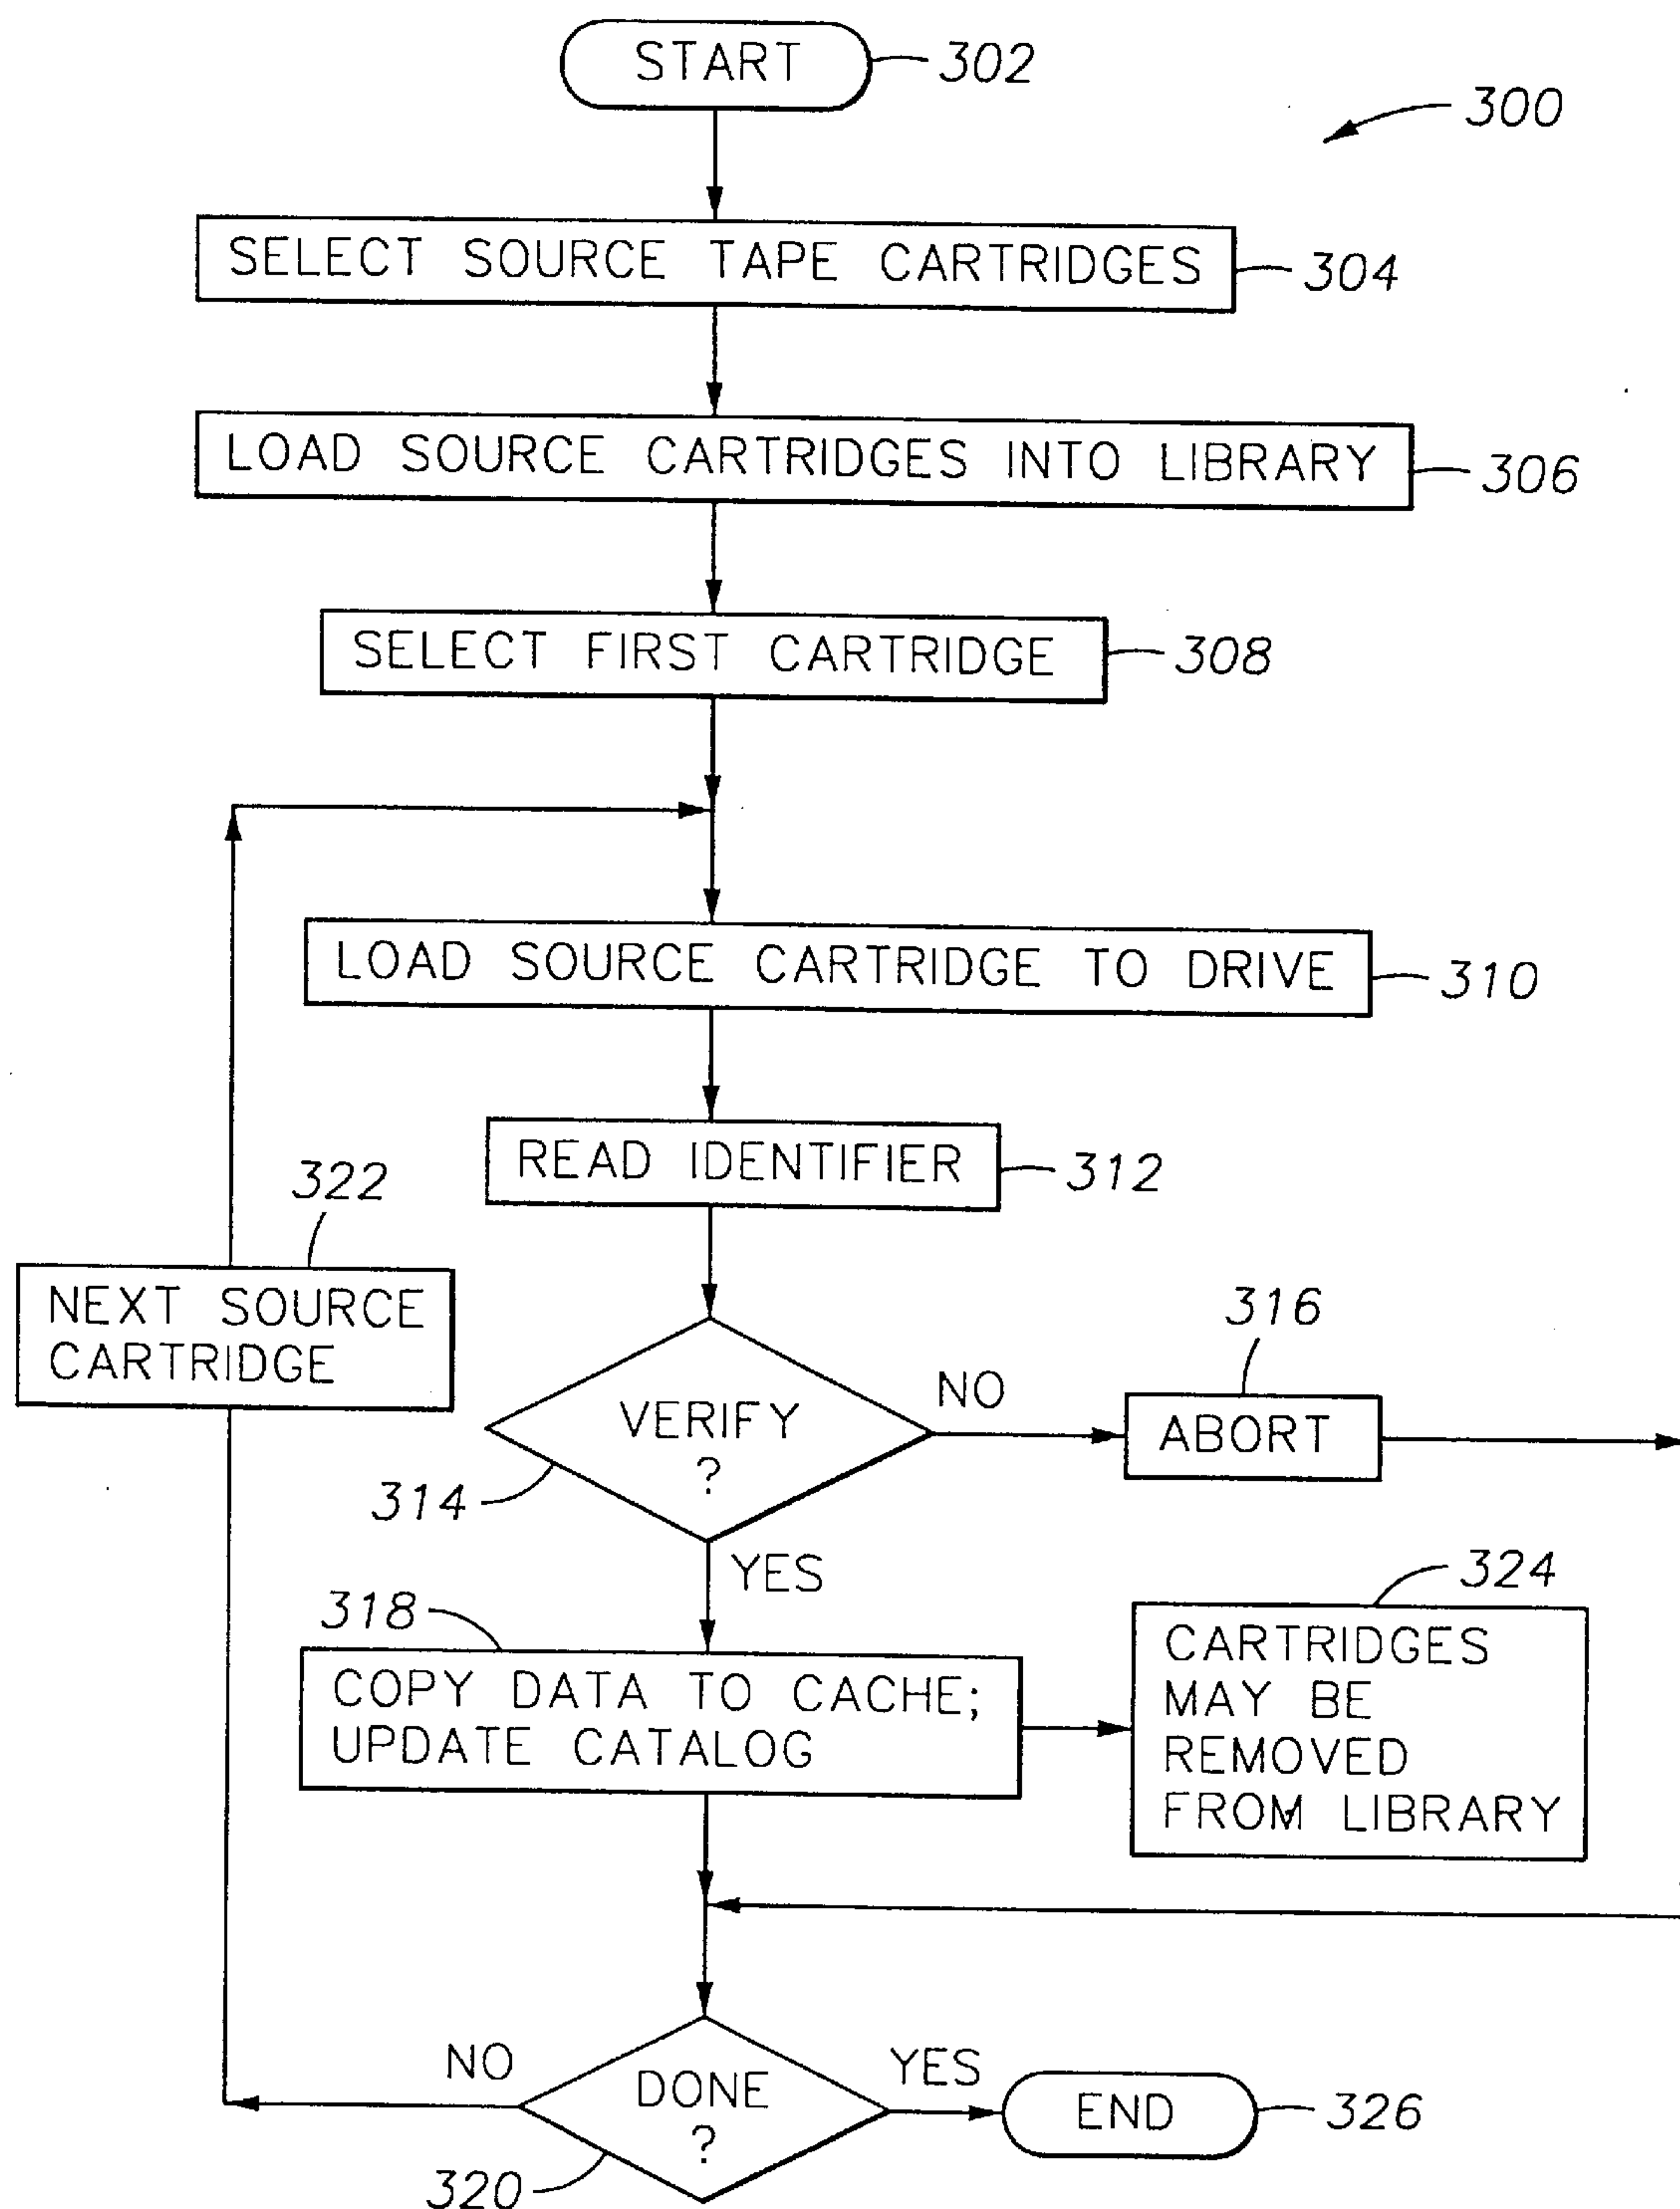 START
302
300
SELECT SOURCE TAPE CARTRIDGES
304
LOAD SOURCE CARTRIDGES INTO LIBRARY
306
SELECT FIRST CARTRIDGE
308
LOAD SOURCE CARTRIDGE TO DRIVE
310
READ IDENTIFIER
312
322
NEXT SOURCE
CARTRIDGE
VERIFY
?
314
NO
316
ABORT
YES
318
COPY DATA TO CACHE;
UPDATE CATALOG
324
CARTRIDGES
MAY BE
REMOVED
FROM LIBRARY
NO
DONE
?
320
YES
END
326